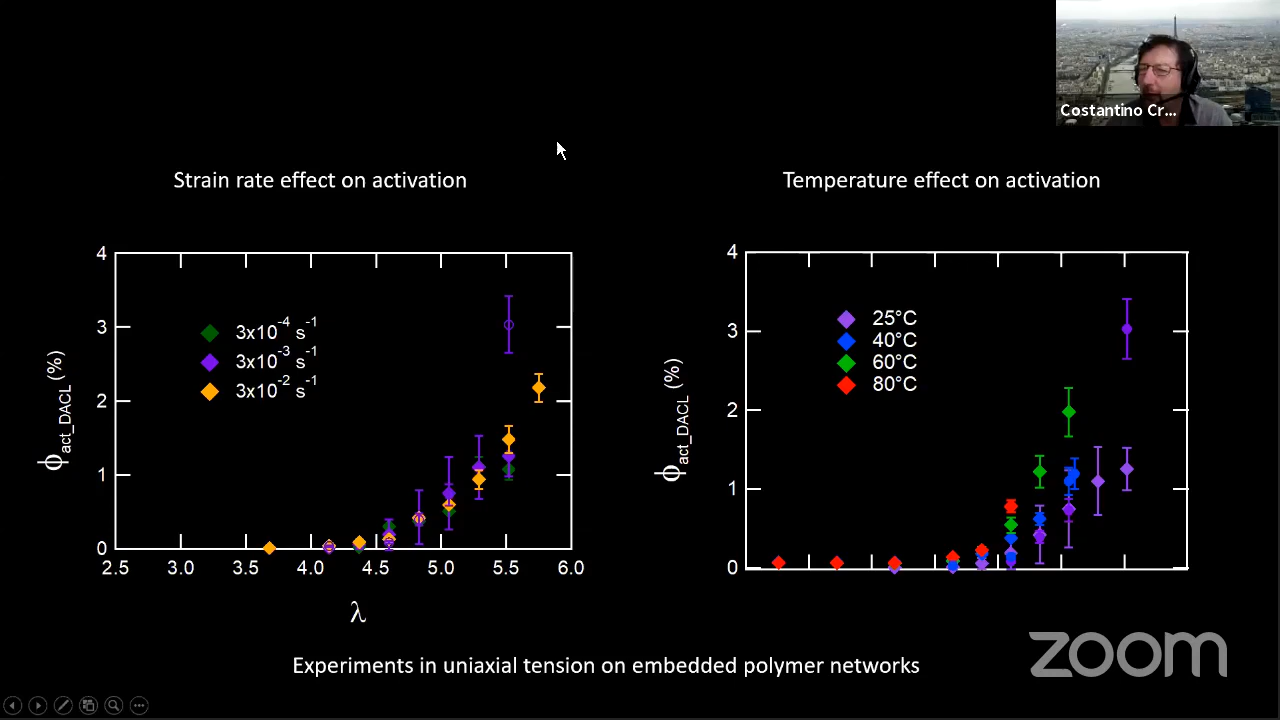 Costantino Cr...
Strain rate effect on activation
Temperature effect on activation
4
3
2
1
0
ϕact_DACL (%)
3x10-4 s-1
3x10-3 s-1
3x10-2 s-1
2.5 3.0 3.5 4.0 4.5 5.0 5.5 6.0
λ
4
3
2
1
0
ϕact_DACL (%)
25°C
40°C
60°C
80°C
Experiments in uniaxial tension on embedded polymer networks
zoom